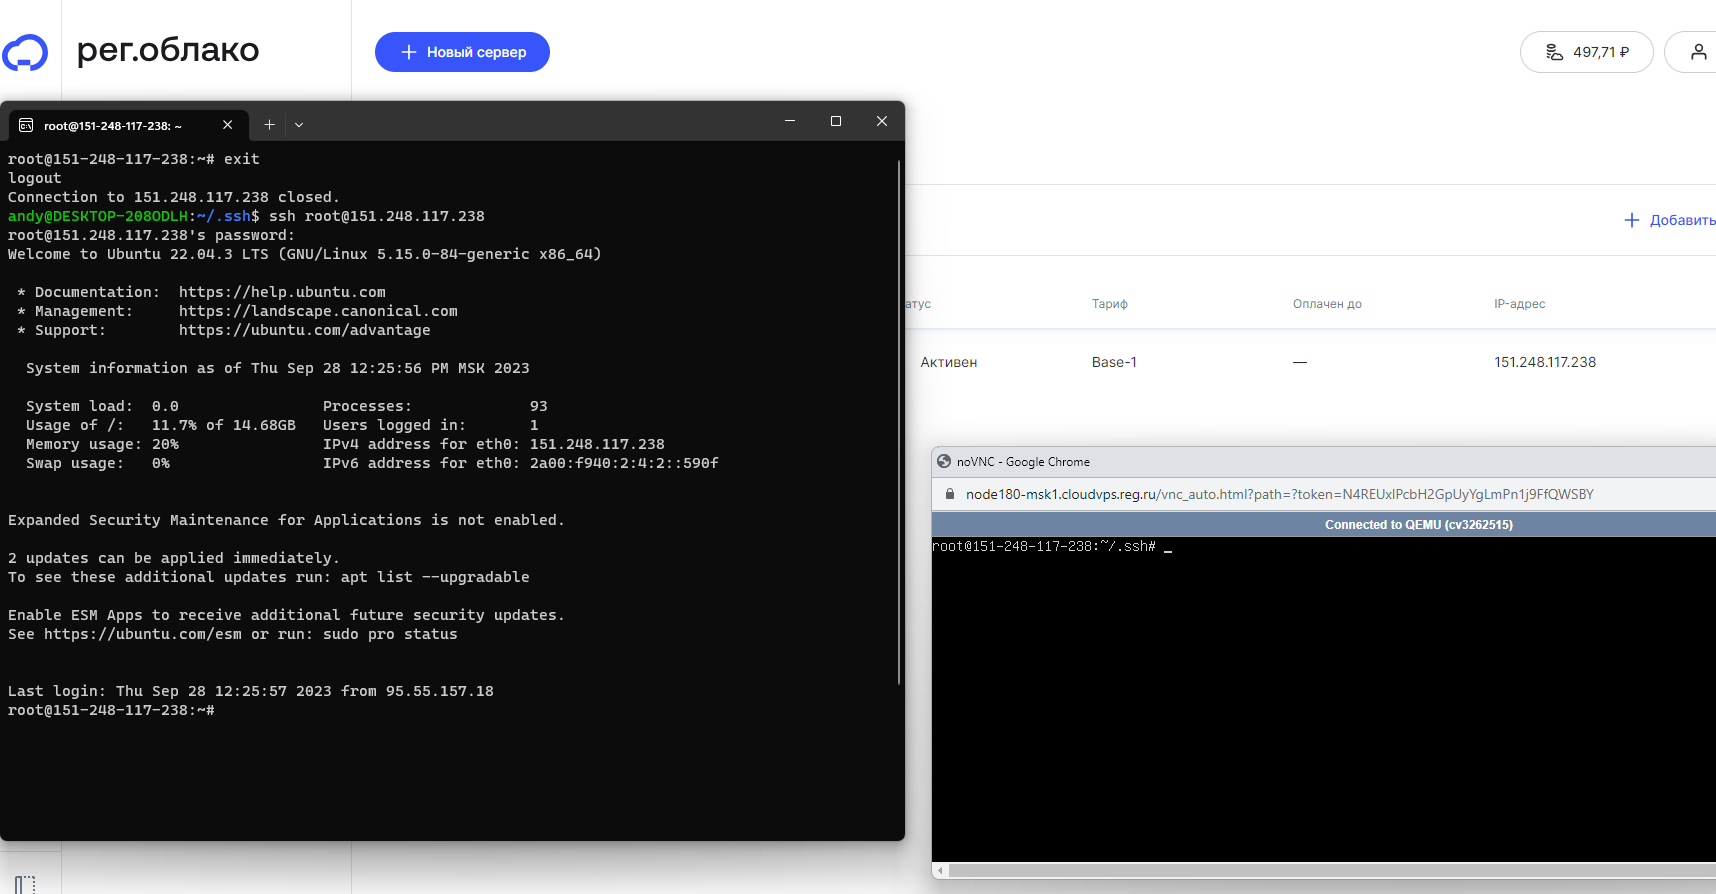 рег.облако
Новый сервер
497,71 ₽
root@151-248-117-238: ~
root@151-248-117-238:~# exit
logout
Connection to 151.248.117.238 closed.
andy@DESKTOP-208ODLH:~/.ssh$ ssh root@151.248.117.238
root@151.248.117.238's password:
Welcome to Ubuntu 22.04.3 LTS (GNU/Linux 5.15.0-84-generic x86_64)
* Documentation:  https://help.ubuntu.com
* Management:     https://landscape.canonical.com
* Support:        https://ubuntu.com/advantage
System information as of Thu Sep 28 12:25:56 PM MSK 2023
System load:  0.0                Processes:             93
Usage of /:   11.7% of 14.68GB   Users logged in:       1
Memory usage: 20%                IPv4 address for eth0: 151.248.117.238
Swap usage:   0%                 IPv6 address for eth0: 2a00:f940:2:4:2::590f
Expanded Security Maintenance for Applications is not enabled.
2 updates can be applied immediately.
To see these additional updates run: apt list --upgradable
Enable ESM Apps to receive additional future security updates.
See https://ubuntu.com/esm or run: sudo pro status
Last login: Thu Sep 28 12:25:57 2023 from 95.55.157.18
root@151-248-117-238:~#
Добавить
атус Тариф Оплачен до IP-адрес
Активен Base-1 — 151.248.117.238
noVNC - Google Chrome
node180-msk1.cloudvps.reg.ru/vnc_auto.html?path=?token=N4REUxIPcbH2GpUyYgLmPn1j9FfQWSBY
Connected to QEMU (cv3262515)
root@151-248-117-238:~/.ssh# _